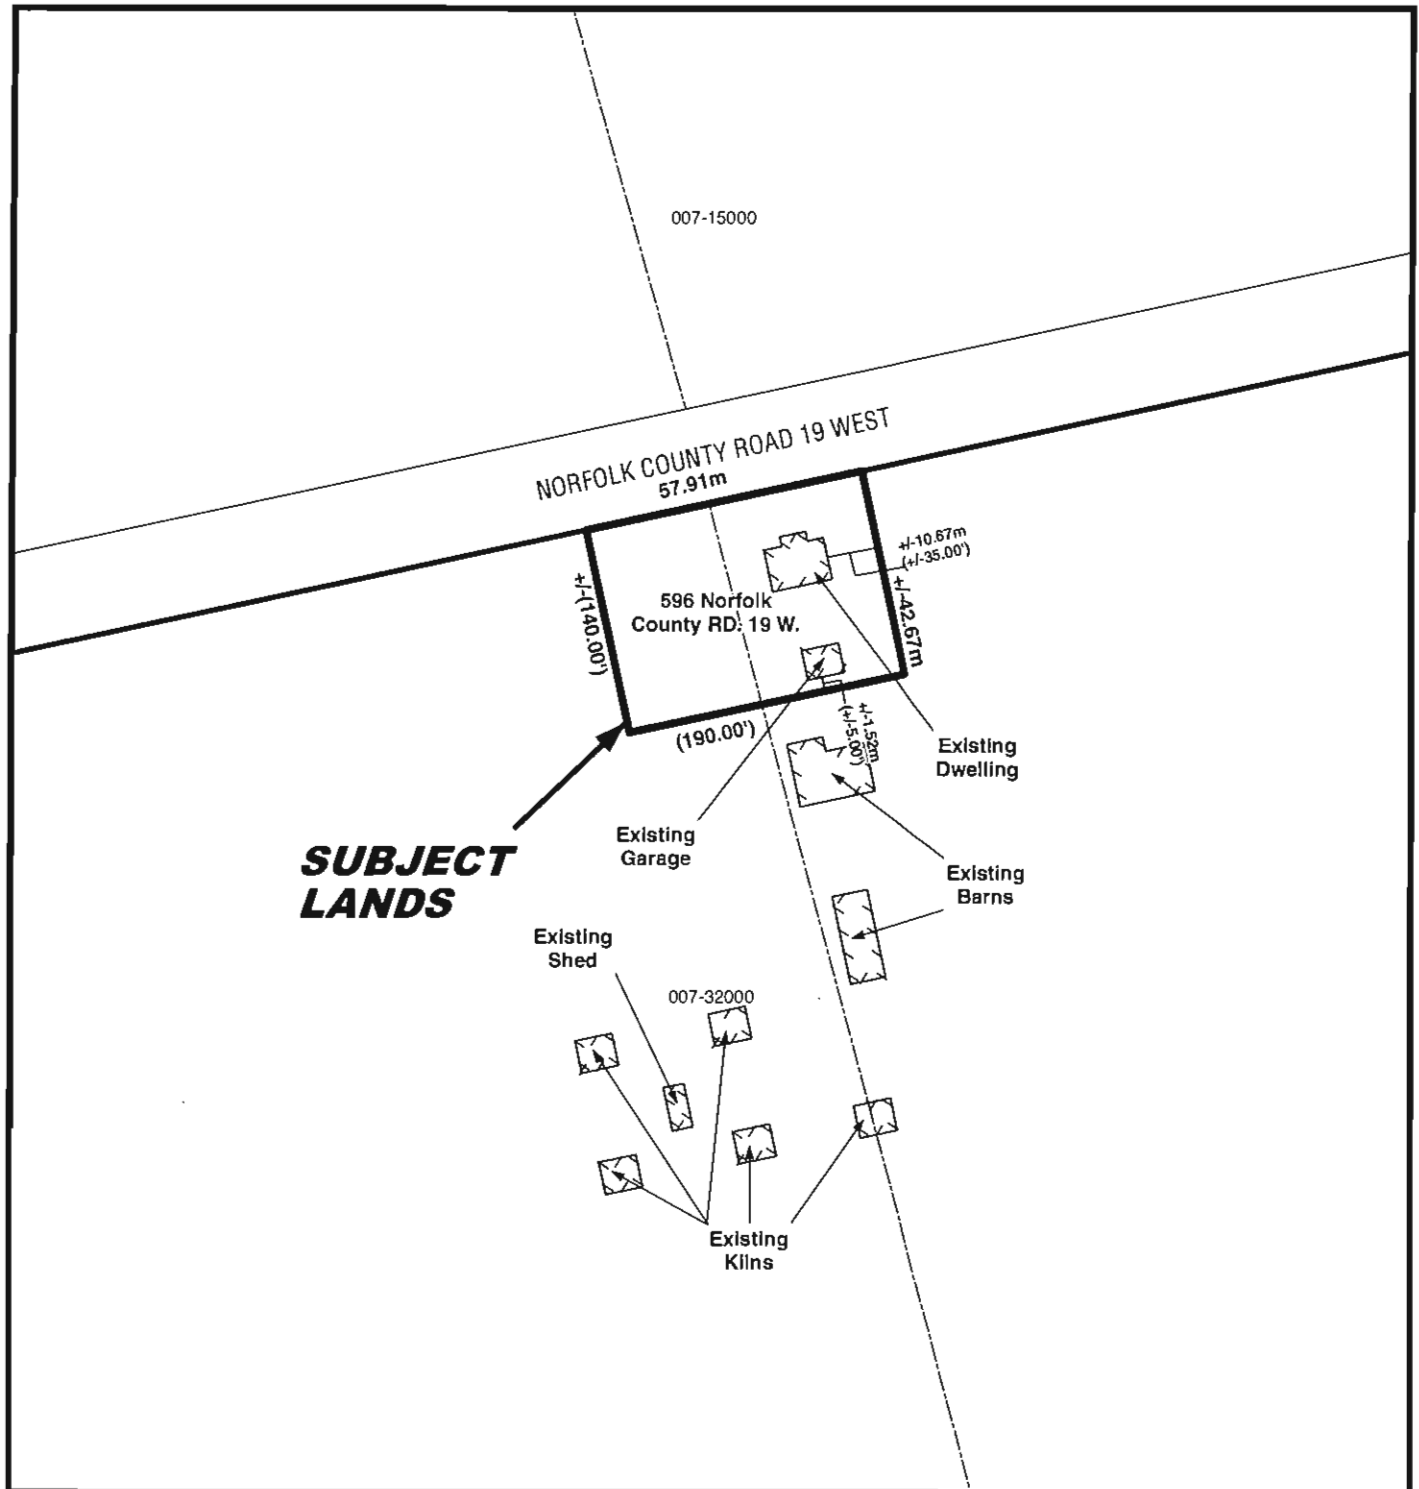 007-15000
NORFOLK COUNTY ROAD 19 WEST
57.91m
+/-10.67m
(+/-35.00')
+/-(140.00')
596 Norfolk
County RD. 19 W.
+/-42.67m
(190.00')
+/-1.52m
(+/-5.00')
Existing
Dwelling
Existing
Garage
SUBJECT
LANDS
Existing
Barns
Existing
Shed
007-32000
Existing
Kilns